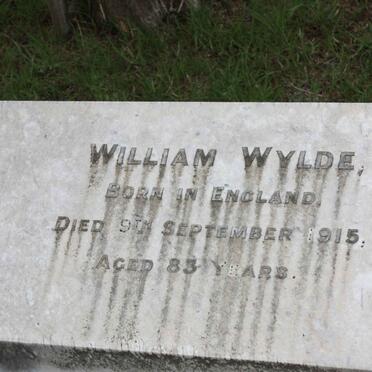 WILLIAM WYLDE,
BORN IN ENGLAND.
DIED 9TH SEPTEMBER 1915.
AGED 83 YEARS.